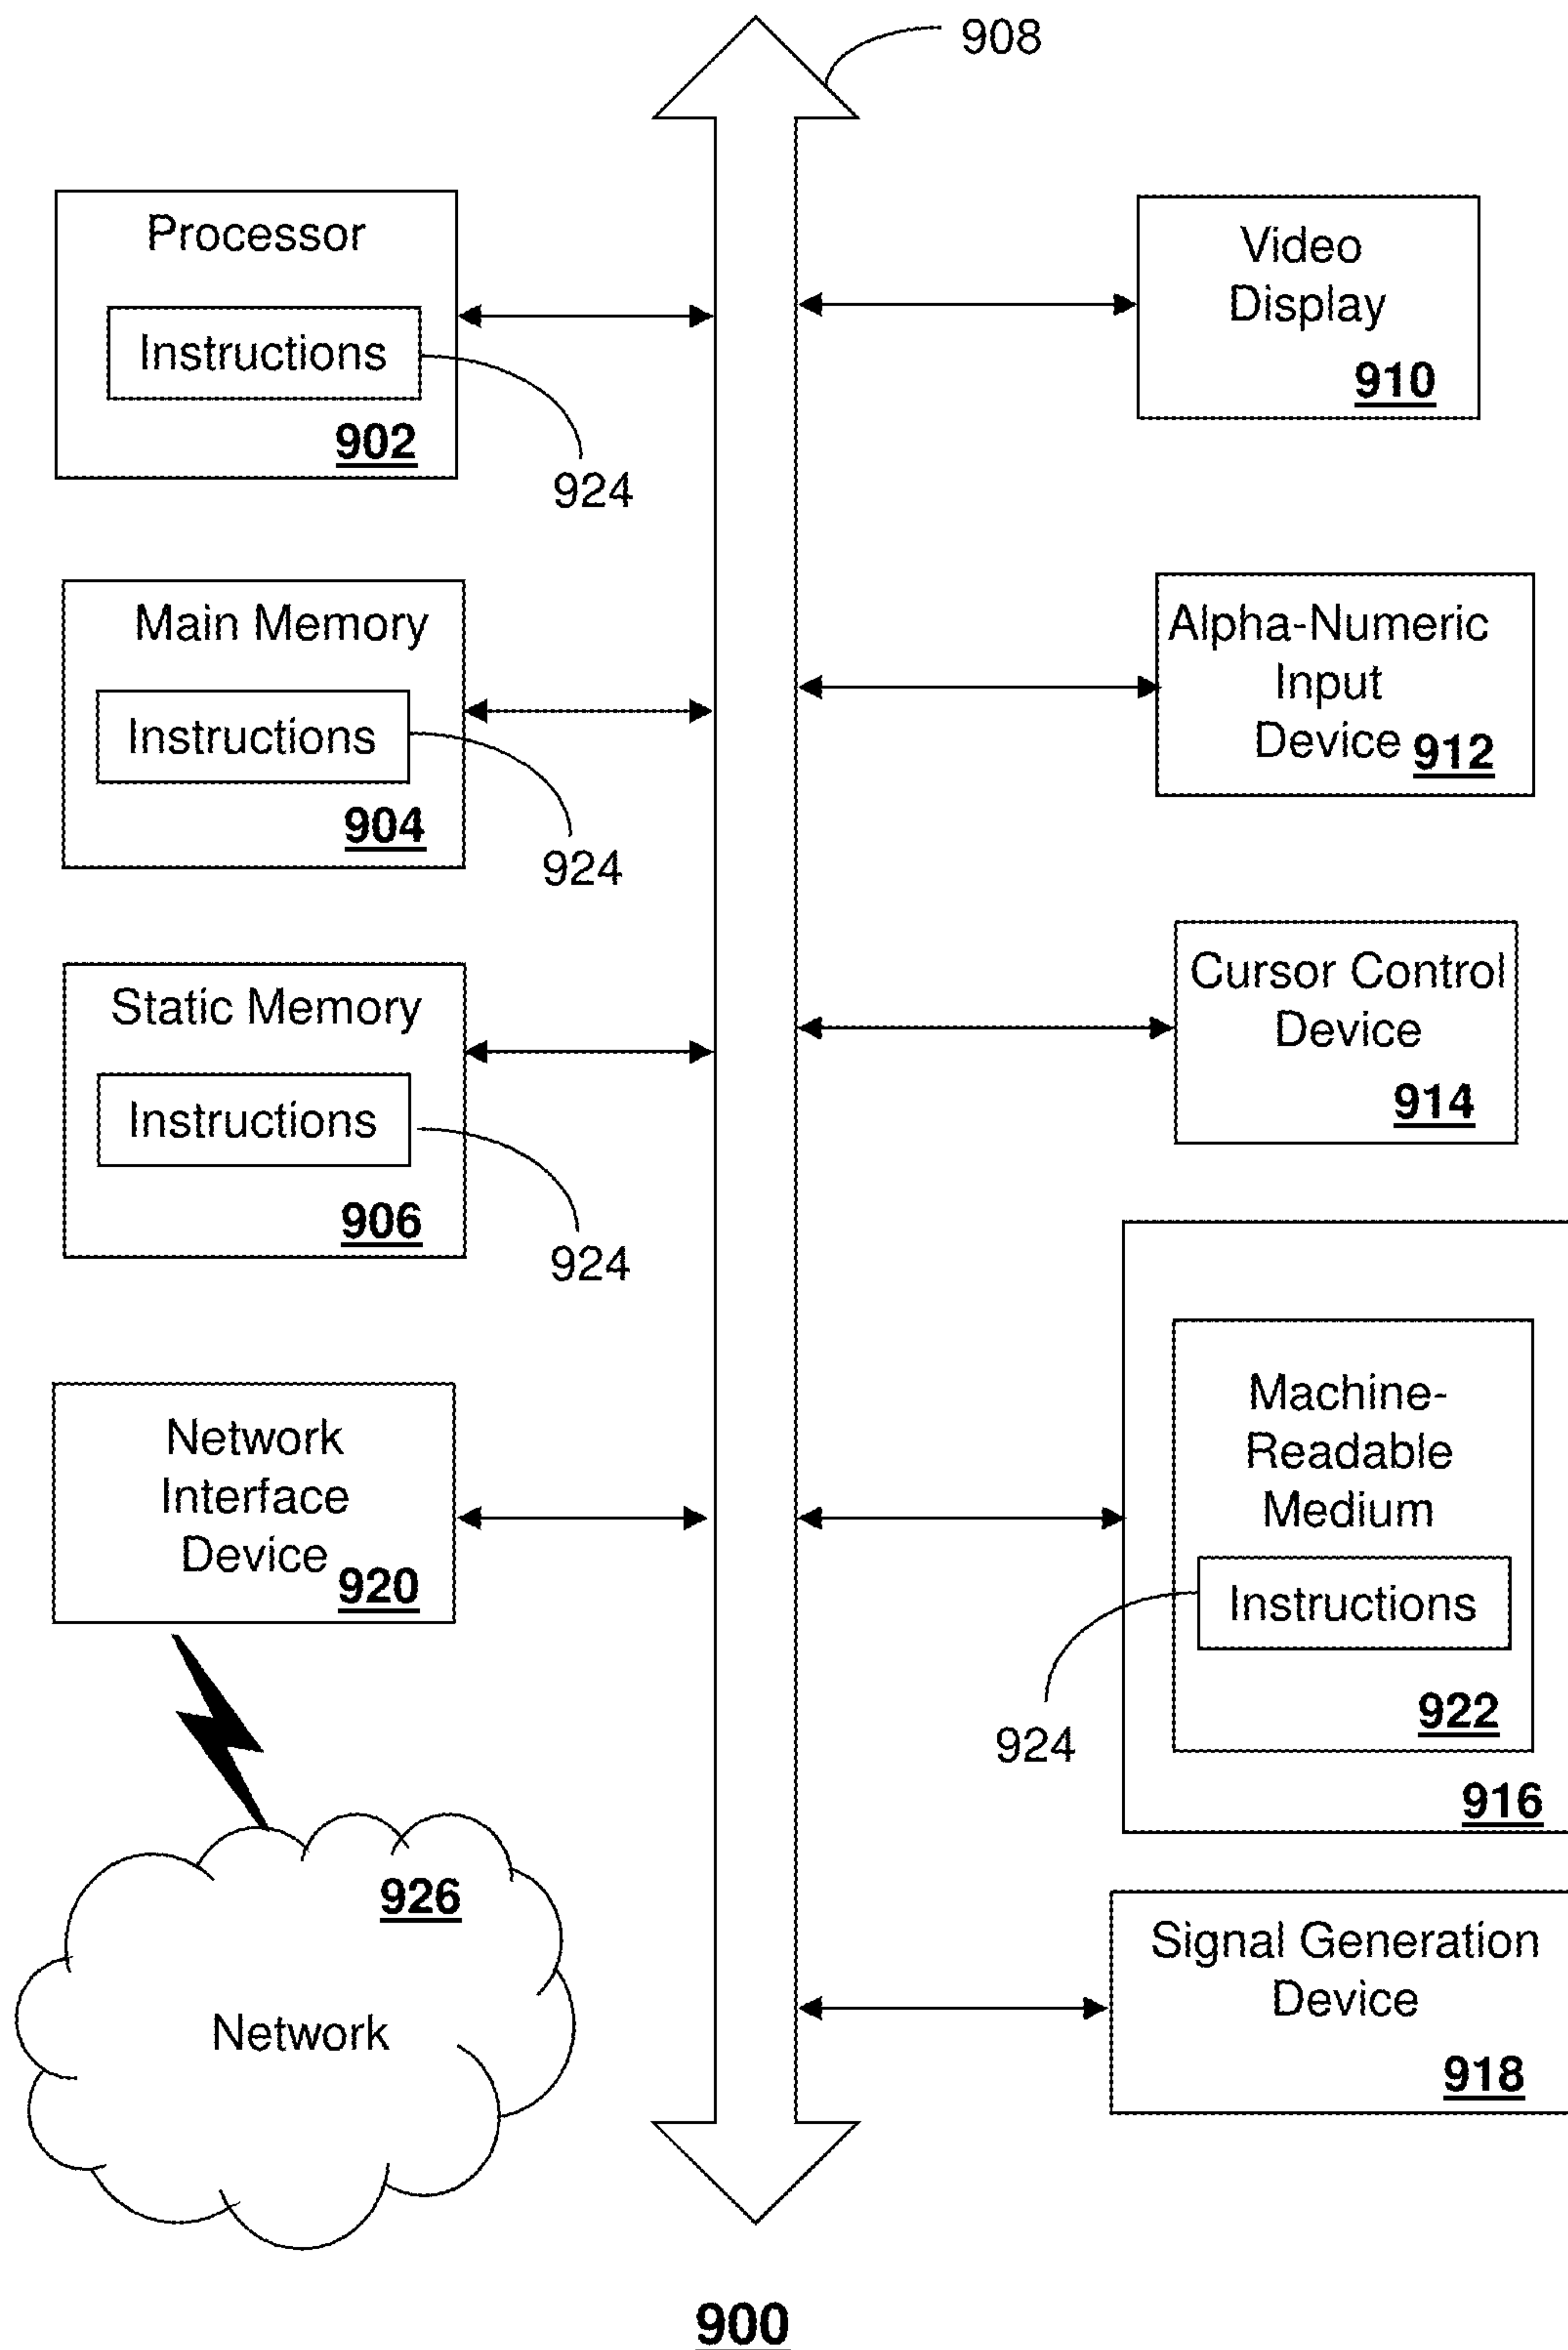 908
Processor
Instructions
902
924
Main Memory
Instructions
904
924
Static Memory
Instructions
906
924
Network
Interface
Device
920
926
Network
Video
Display
910
Alpha-Numeric
Input
Device
912
Cursor Control
Device
914
Machine-
Readable
Medium
Instructions
922
924
916
Signal Generation
Device
918
900